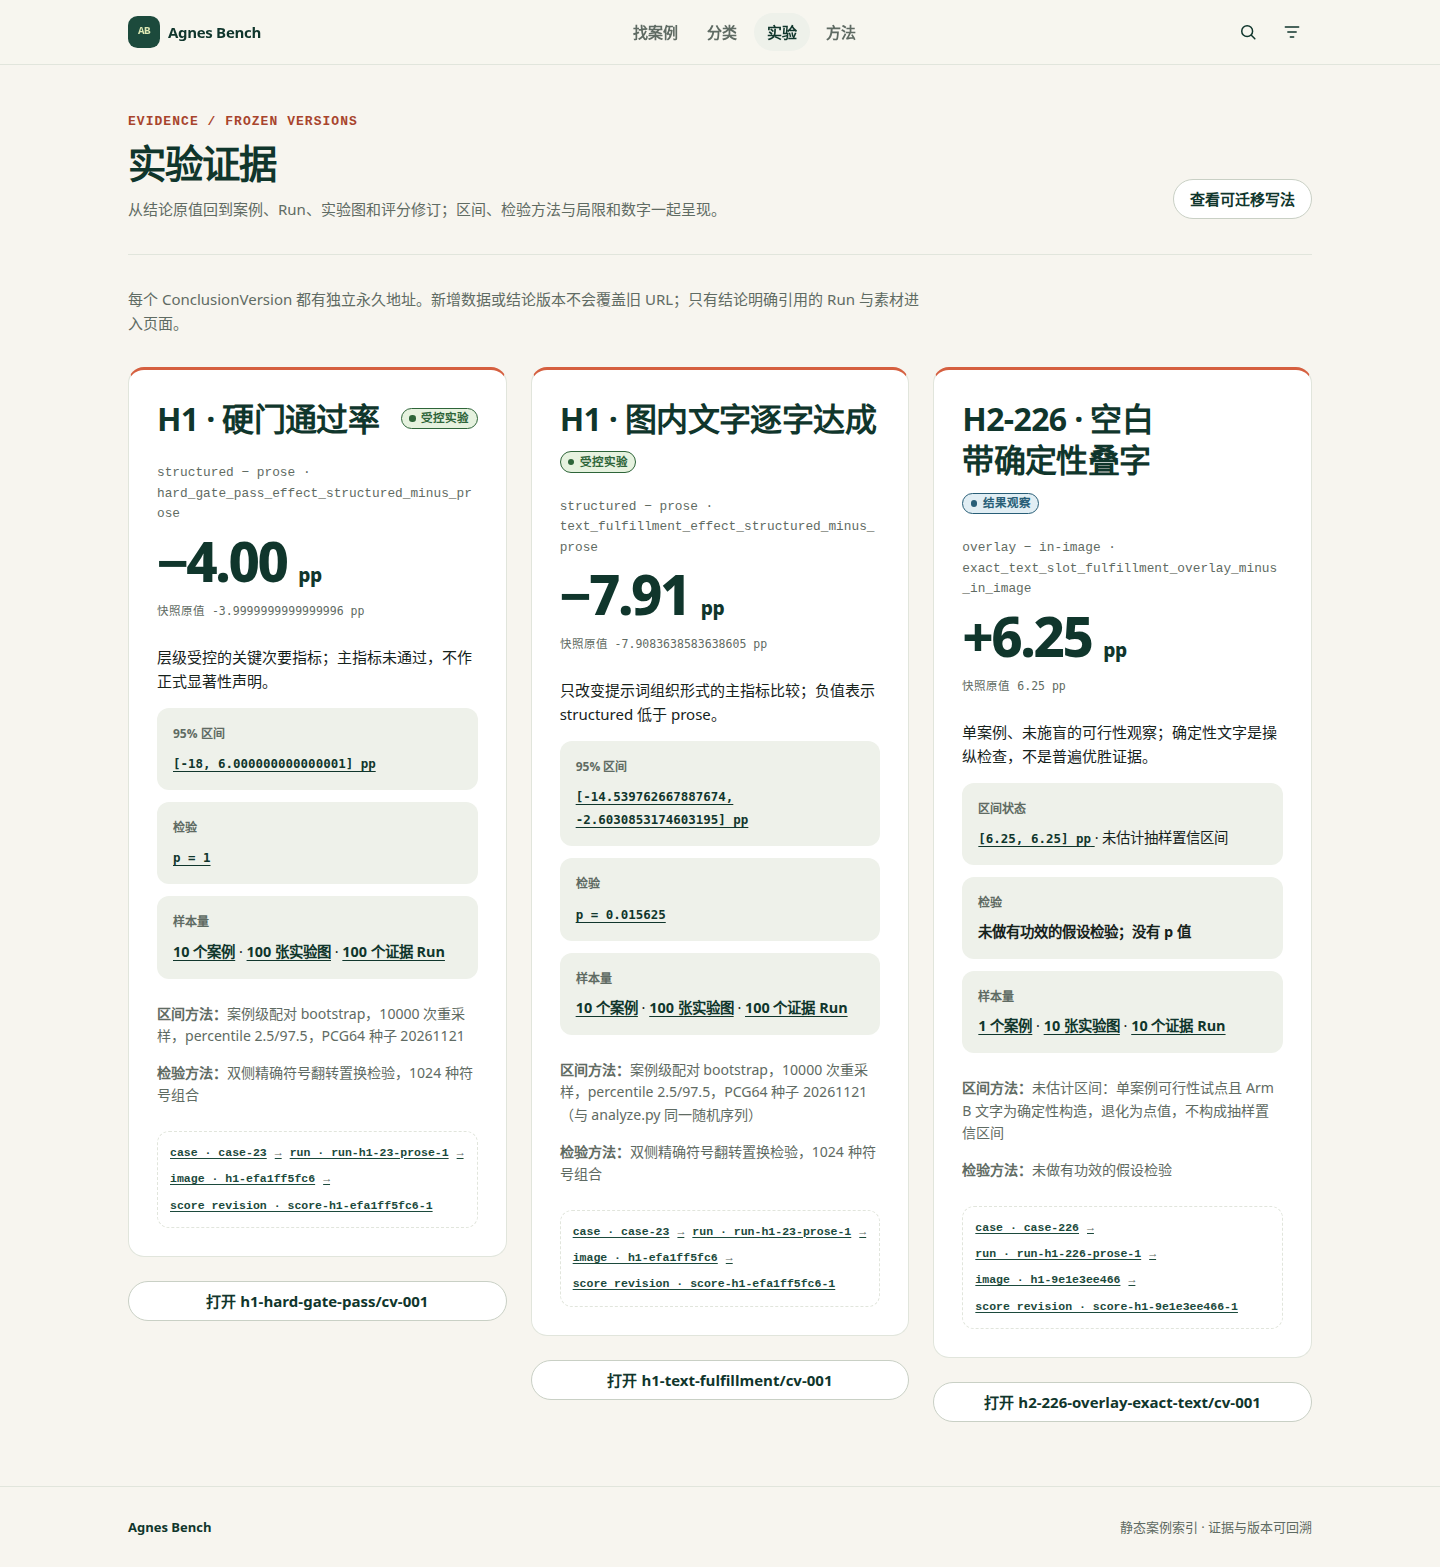 AB
Agnes Bench
找案例
分类
实验
方法
EVIDENCE / FROZEN VERSIONS
实验证据
从结论原值回到案例、Run、实验图和评分修订；区间、检验方法与局限和数字一起呈现。
查看可迁移写法
每个 ConclusionVersion 都有独立永久地址。新增数据或结论版本不会覆盖旧 URL；只有结论明确引用的 Run 与素材进
入页面。
H1 · 硬门通过率
受控实验
structured − prose ·
hard_gate_pass_effect_structured_minus_pr
ose
−4.00 pp
快照原值 -3.9999999999999996 pp
层级受控的关键次要指标；主指标未通过，不作
正式显著性声明。
95% 区间
[-18, 6.000000000000001] pp
检验
p = 1
样本量
10 个案例 · 100 张实验图 · 100 个证据 Run
区间方法：案例级配对 bootstrap，10000 次重采
样，percentile 2.5/97.5，PCG64 种子 20261121
检验方法：双侧精确符号翻转置换检验，1024 种符
号组合
case · case-23 → run · run-h1-23-prose-1 →
image · h1-efa1ff5fc6 →
score revision · score-h1-efa1ff5fc6-1
打开 h1-hard-gate-pass/cv-001
H1 · 图内文字逐字达成
受控实验
structured − prose ·
text_fulfillment_effect_structured_minus_
prose
−7.91 pp
快照原值 -7.9083638583638605 pp
只改变提示词组织形式的主指标比较；负值表示
structured 低于 prose。
95% 区间
[-14.539762667887674,
-2.6030853174603195] pp
检验
p = 0.015625
样本量
10 个案例 · 100 张实验图 · 100 个证据 Run
区间方法：案例级配对 bootstrap，10000 次重采
样，percentile 2.5/97.5，PCG64 种子 20261121
（与 analyze.py 同一随机序列）
检验方法：双侧精确符号翻转置换检验，1024 种符
号组合
case · case-23 → run · run-h1-23-prose-1 →
image · h1-efa1ff5fc6 →
score revision · score-h1-efa1ff5fc6-1
打开 h1-text-fulfillment/cv-001
H2-226 · 空白
带确定性叠字
结果观察
overlay − in-image ·
exact_text_slot_fulfillment_overlay_minus
_in_image
+6.25 pp
快照原值 6.25 pp
单案例、未施盲的可行性观察；确定性文字是操
纵检查，不是普遍优胜证据。
区间状态
[6.25, 6.25] pp · 未估计抽样置信区间
检验
未做有功效的假设检验；没有 p 值
样本量
1 个案例 · 10 张实验图 · 10 个证据 Run
区间方法：未估计区间：单案例可行性试点且 Arm
B 文字为确定性构造，退化为点值，不构成抽样置
信区间
检验方法：未做有功效的假设检验
case · case-226 →
run · run-h1-226-prose-1 →
image · h1-9e1e3ee466 →
score revision · score-h1-9e1e3ee466-1
打开 h2-226-overlay-exact-text/cv-001
Agnes Bench
静态案例索引 · 证据与版本可回溯